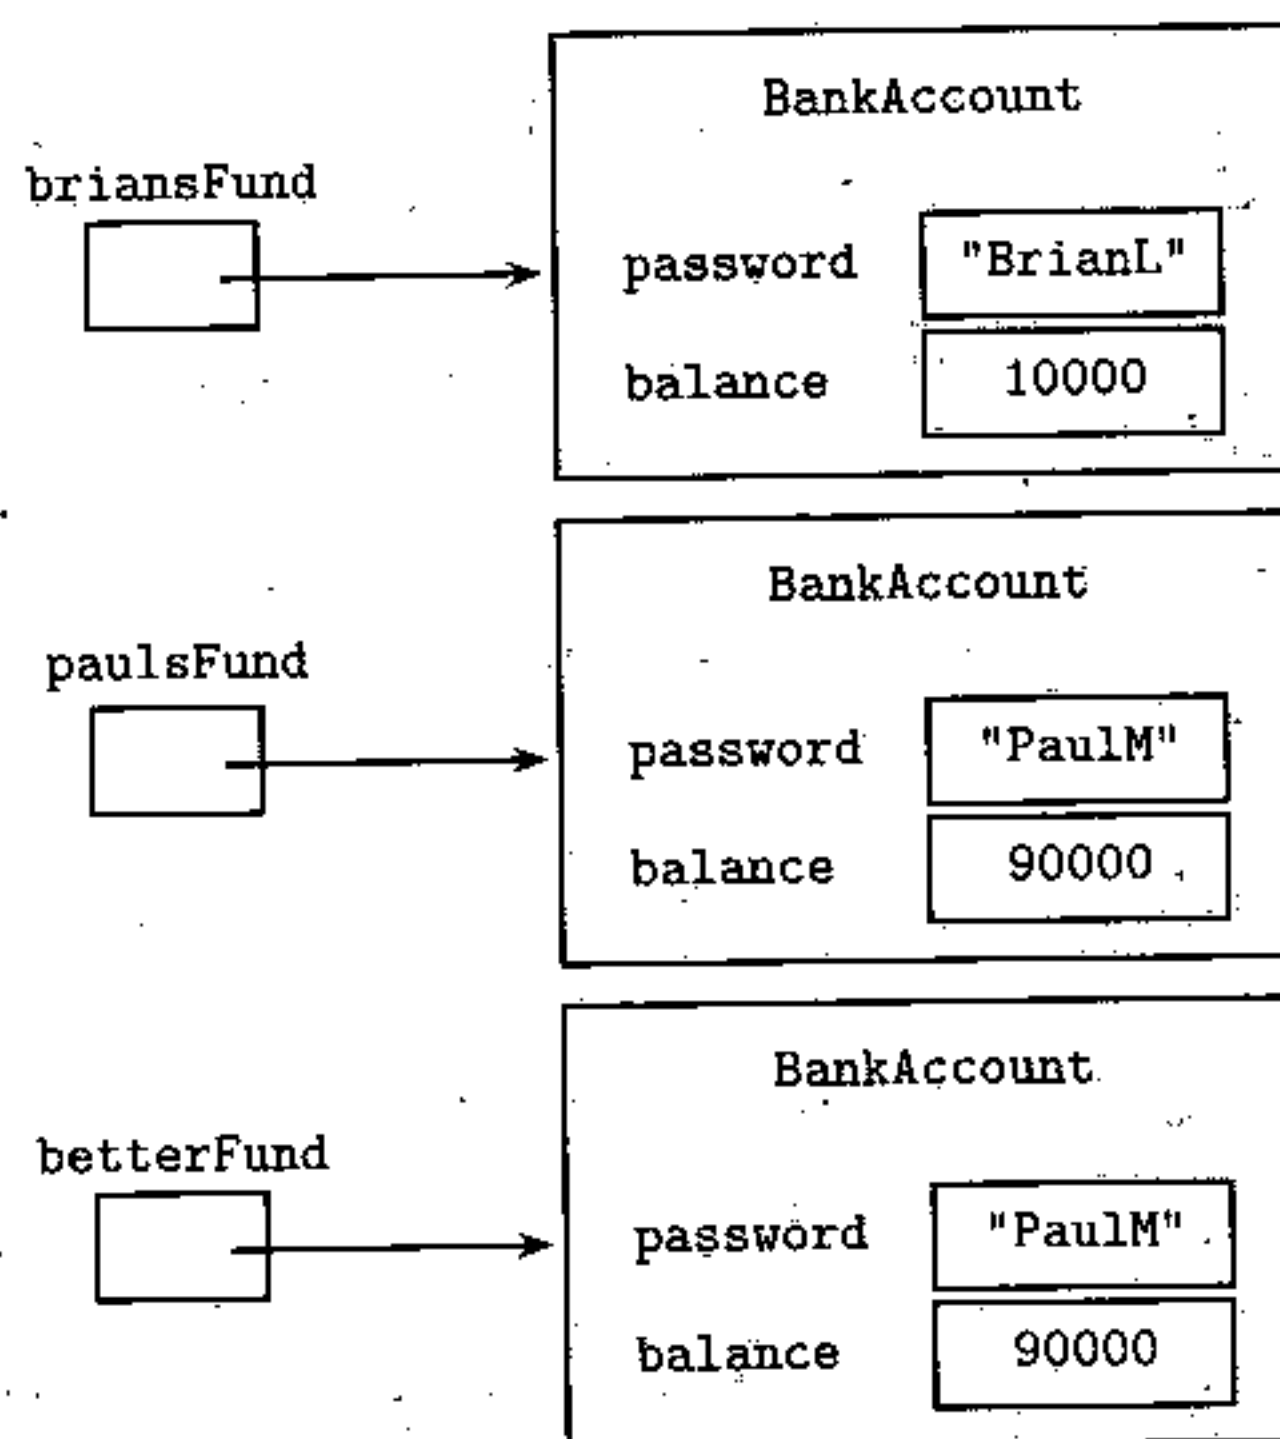 BankAccount
briansFund
password "BrianL"
balance 10000
BankAccount
paulsFund
password "PaulM"
balance 90000
BankAccount
betterFund
password "PaulM"
balance 90000